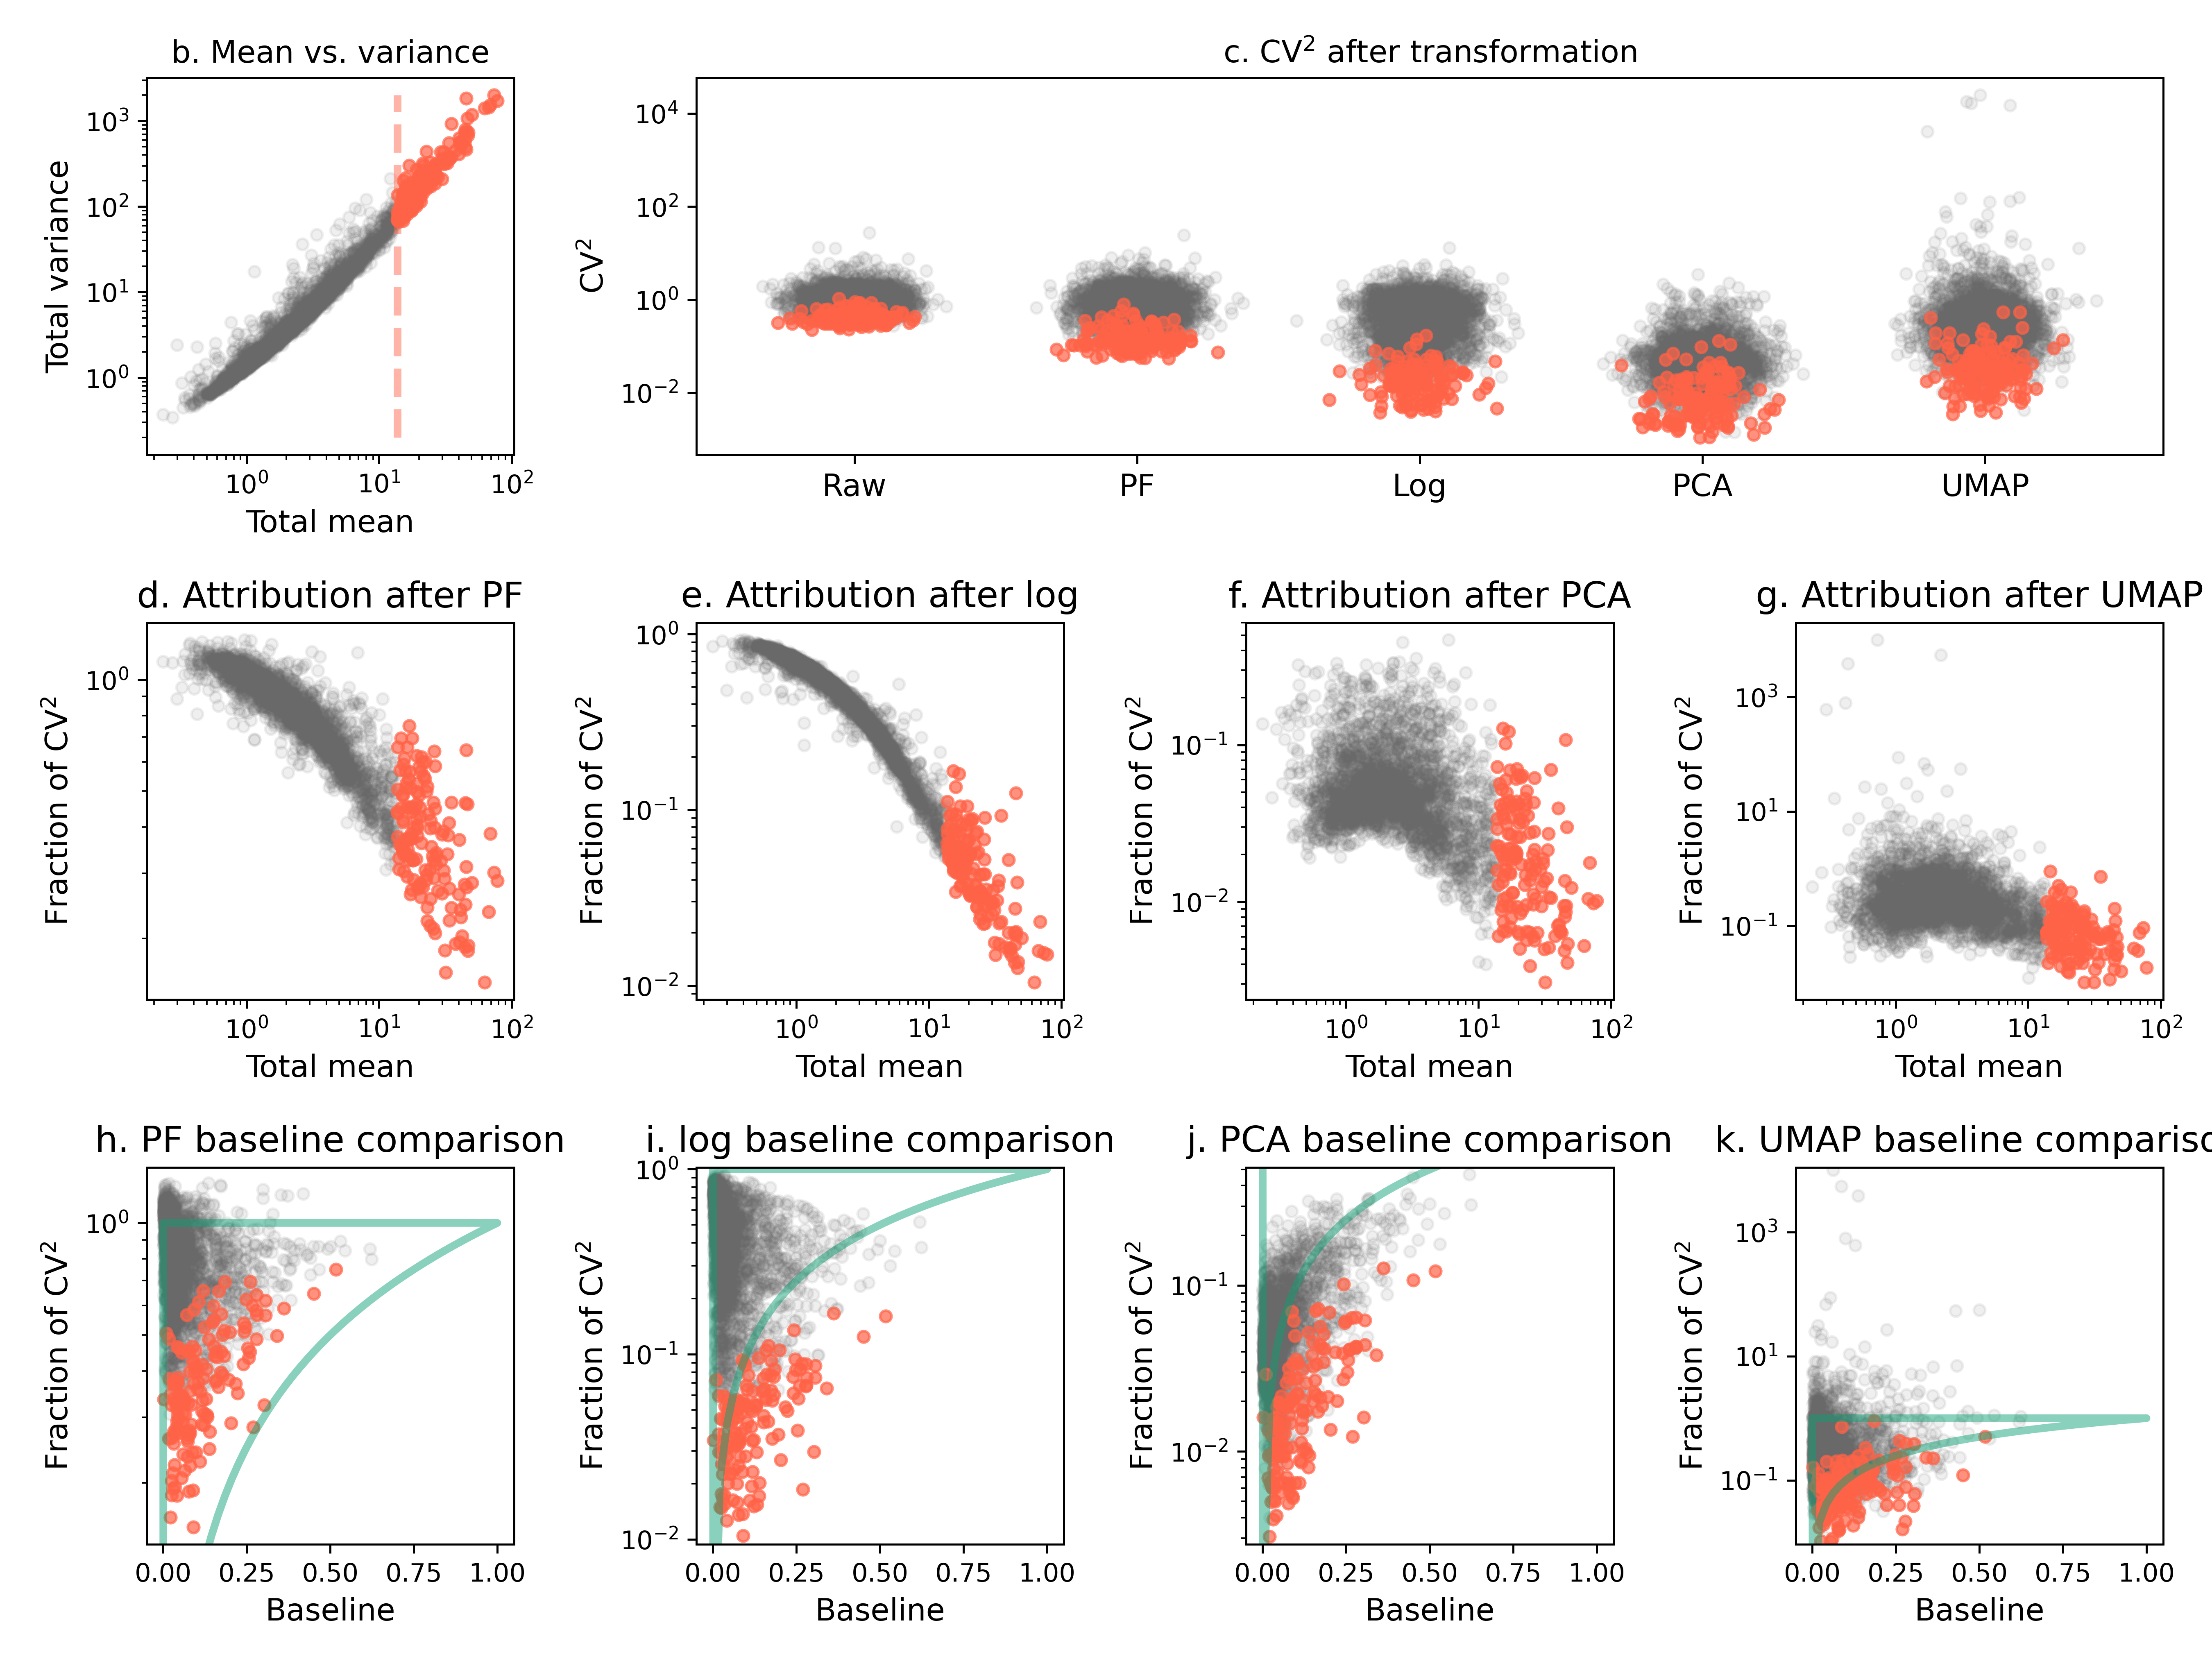 b. Mean vs. variance
c. CV² after transformation
Total variance
10³
10²
10¹
10⁰
10⁰ 10¹ 10²
Total mean
CV²
10⁴
10²
10⁰
10⁻²
Raw PF Log PCA UMAP
d. Attribution after PF
e. Attribution after log
f. Attribution after PCA
g. Attribution after UMAP
Fraction of CV²
10⁰
10⁰ 10¹ 10²
Total mean
Fraction of CV²
10⁰
10⁻¹
10⁻²
10⁰ 10¹ 10²
Total mean
Fraction of CV²
10⁻¹
10⁻²
10⁰ 10¹ 10²
Total mean
Fraction of CV²
10³
10¹
10⁻¹
10⁰ 10¹ 10²
Total mean
h. PF baseline comparison
i. log baseline comparison
j. PCA baseline comparison
k. UMAP baseline compariso
Fraction of CV²
10⁰
0.00 0.25 0.50 0.75 1.00
Baseline
Fraction of CV²
10⁰
10⁻¹
10⁻²
0.00 0.25 0.50 0.75 1.00
Baseline
Fraction of CV²
10⁻¹
10⁻²
0.00 0.25 0.50 0.75 1.00
Baseline
Fraction of CV²
10³
10¹
10⁻¹
0.00 0.25 0.50 0.75 1.00
Baseline